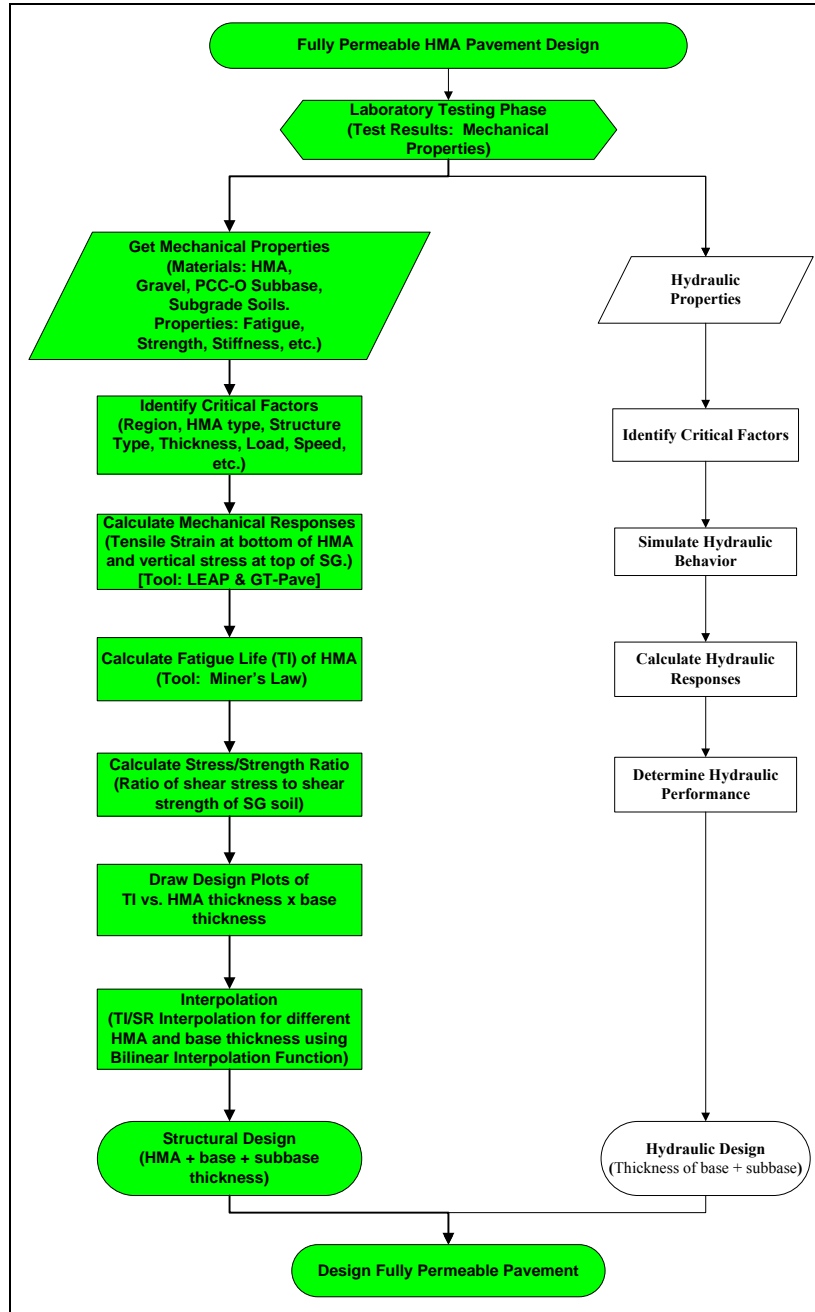 Fully Permeable HMA Pavement Design
Laboratory Testing Phase
(Test Results: Mechanical
Properties)
Get Mechanical Properties
(Materials: HMA,
Gravel, PCC-O Subbase,
Subgrade Soils.
Properties: Fatigue,
Strength, Stiffness, etc.)
Identify Critical Factors
(Region, HMA type, Structure
Type, Thickness, Load, Speed,
etc.)
Calculate Mechanical Responses
(Tensile Strain at bottom of HMA
and vertical stress at top of SG.)
[Tool: LEAP & GT-Pave]
Calculate Fatigue Life (TI) of HMA
(Tool: Miner's Law)
Calculate Stress/Strength Ratio
(Ratio of shear stress to shear
strength of SG soil)
Draw Design Plots of
TI vs. HMA thickness x base
thickness
Interpolation
(TI/SR Interpolation for different
HMA and base thickness using
Bilinear Interpolation Function)
Structural Design
(HMA + base + subbase
thickness)
Hydraulic
Properties
Identify Critical Factors
Simulate Hydraulic
Behavior
Calculate Hydraulic
Responses
Determine Hydraulic
Performance
Hydraulic Design
(Thickness of base + subbase)
Design Fully Permeable Pavement